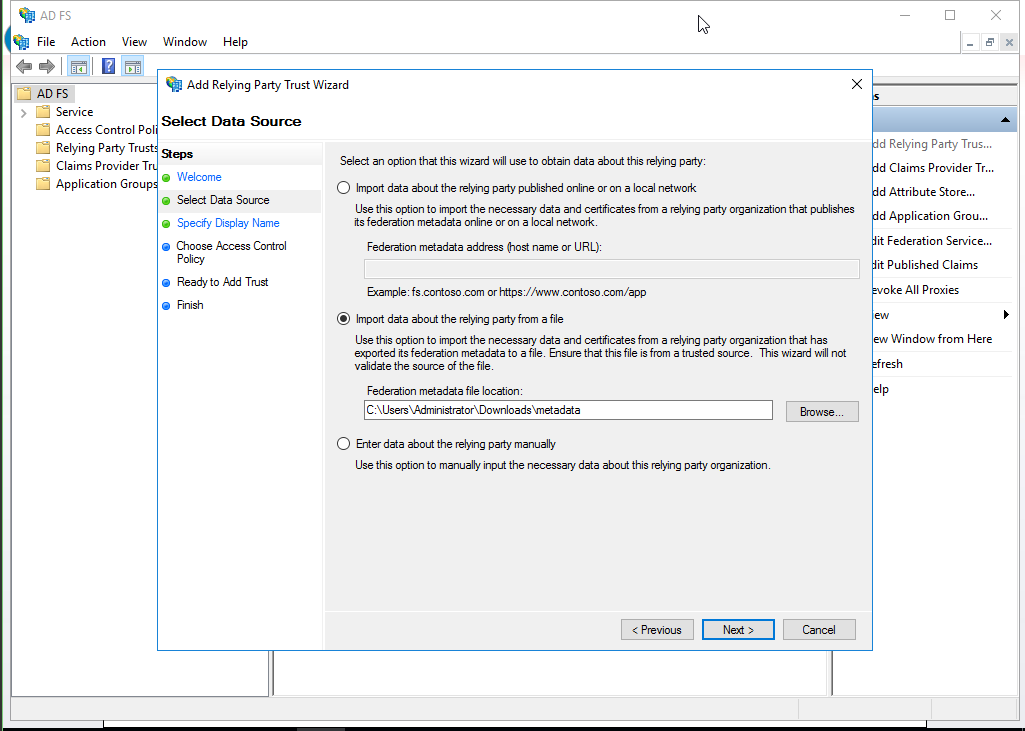 AD FS
File Action View Window Help
AD FS
Service
Access Control Poli
Relying Party Trusts
Claims Provider Tru
Application Groups
Add Relying Party Trust Wizard
Select Data Source
Steps
Welcome
Select Data Source
Specify Display Name
Choose Access Control
Policy
Ready to Add Trust
Finish
Select an option that this wizard will use to obtain data about this relying party:
Import data about the relying party published online or on a local network
Use this option to import the necessary data and certificates from a relying party organization that publishes
its federation metadata online or on a local network.
Federation metadata address (host name or URL):
Example: fs.contoso.com or https://www.contoso.com/app
Import data about the relying party from a file
Use this option to import the necessary data and certificates from a relying party organization that has
exported its federation metadata to a file. Ensure that this file is from a trusted source. This wizard will not
validate the source of the file.
Federation metadata file location:
C:\Users\Administrator\Downloads\metadata
Browse...
Enter data about the relying party manually
Use this option to manually input the necessary data about this relying party organization.
< Previous Next > Cancel
s
dd Relying Party Trus...
dd Claims Provider Tr...
dd Attribute Store...
dd Application Grou...
dit Federation Service...
dit Published Claims
evoke All Proxies
ew
ew Window from Here
efresh
elp